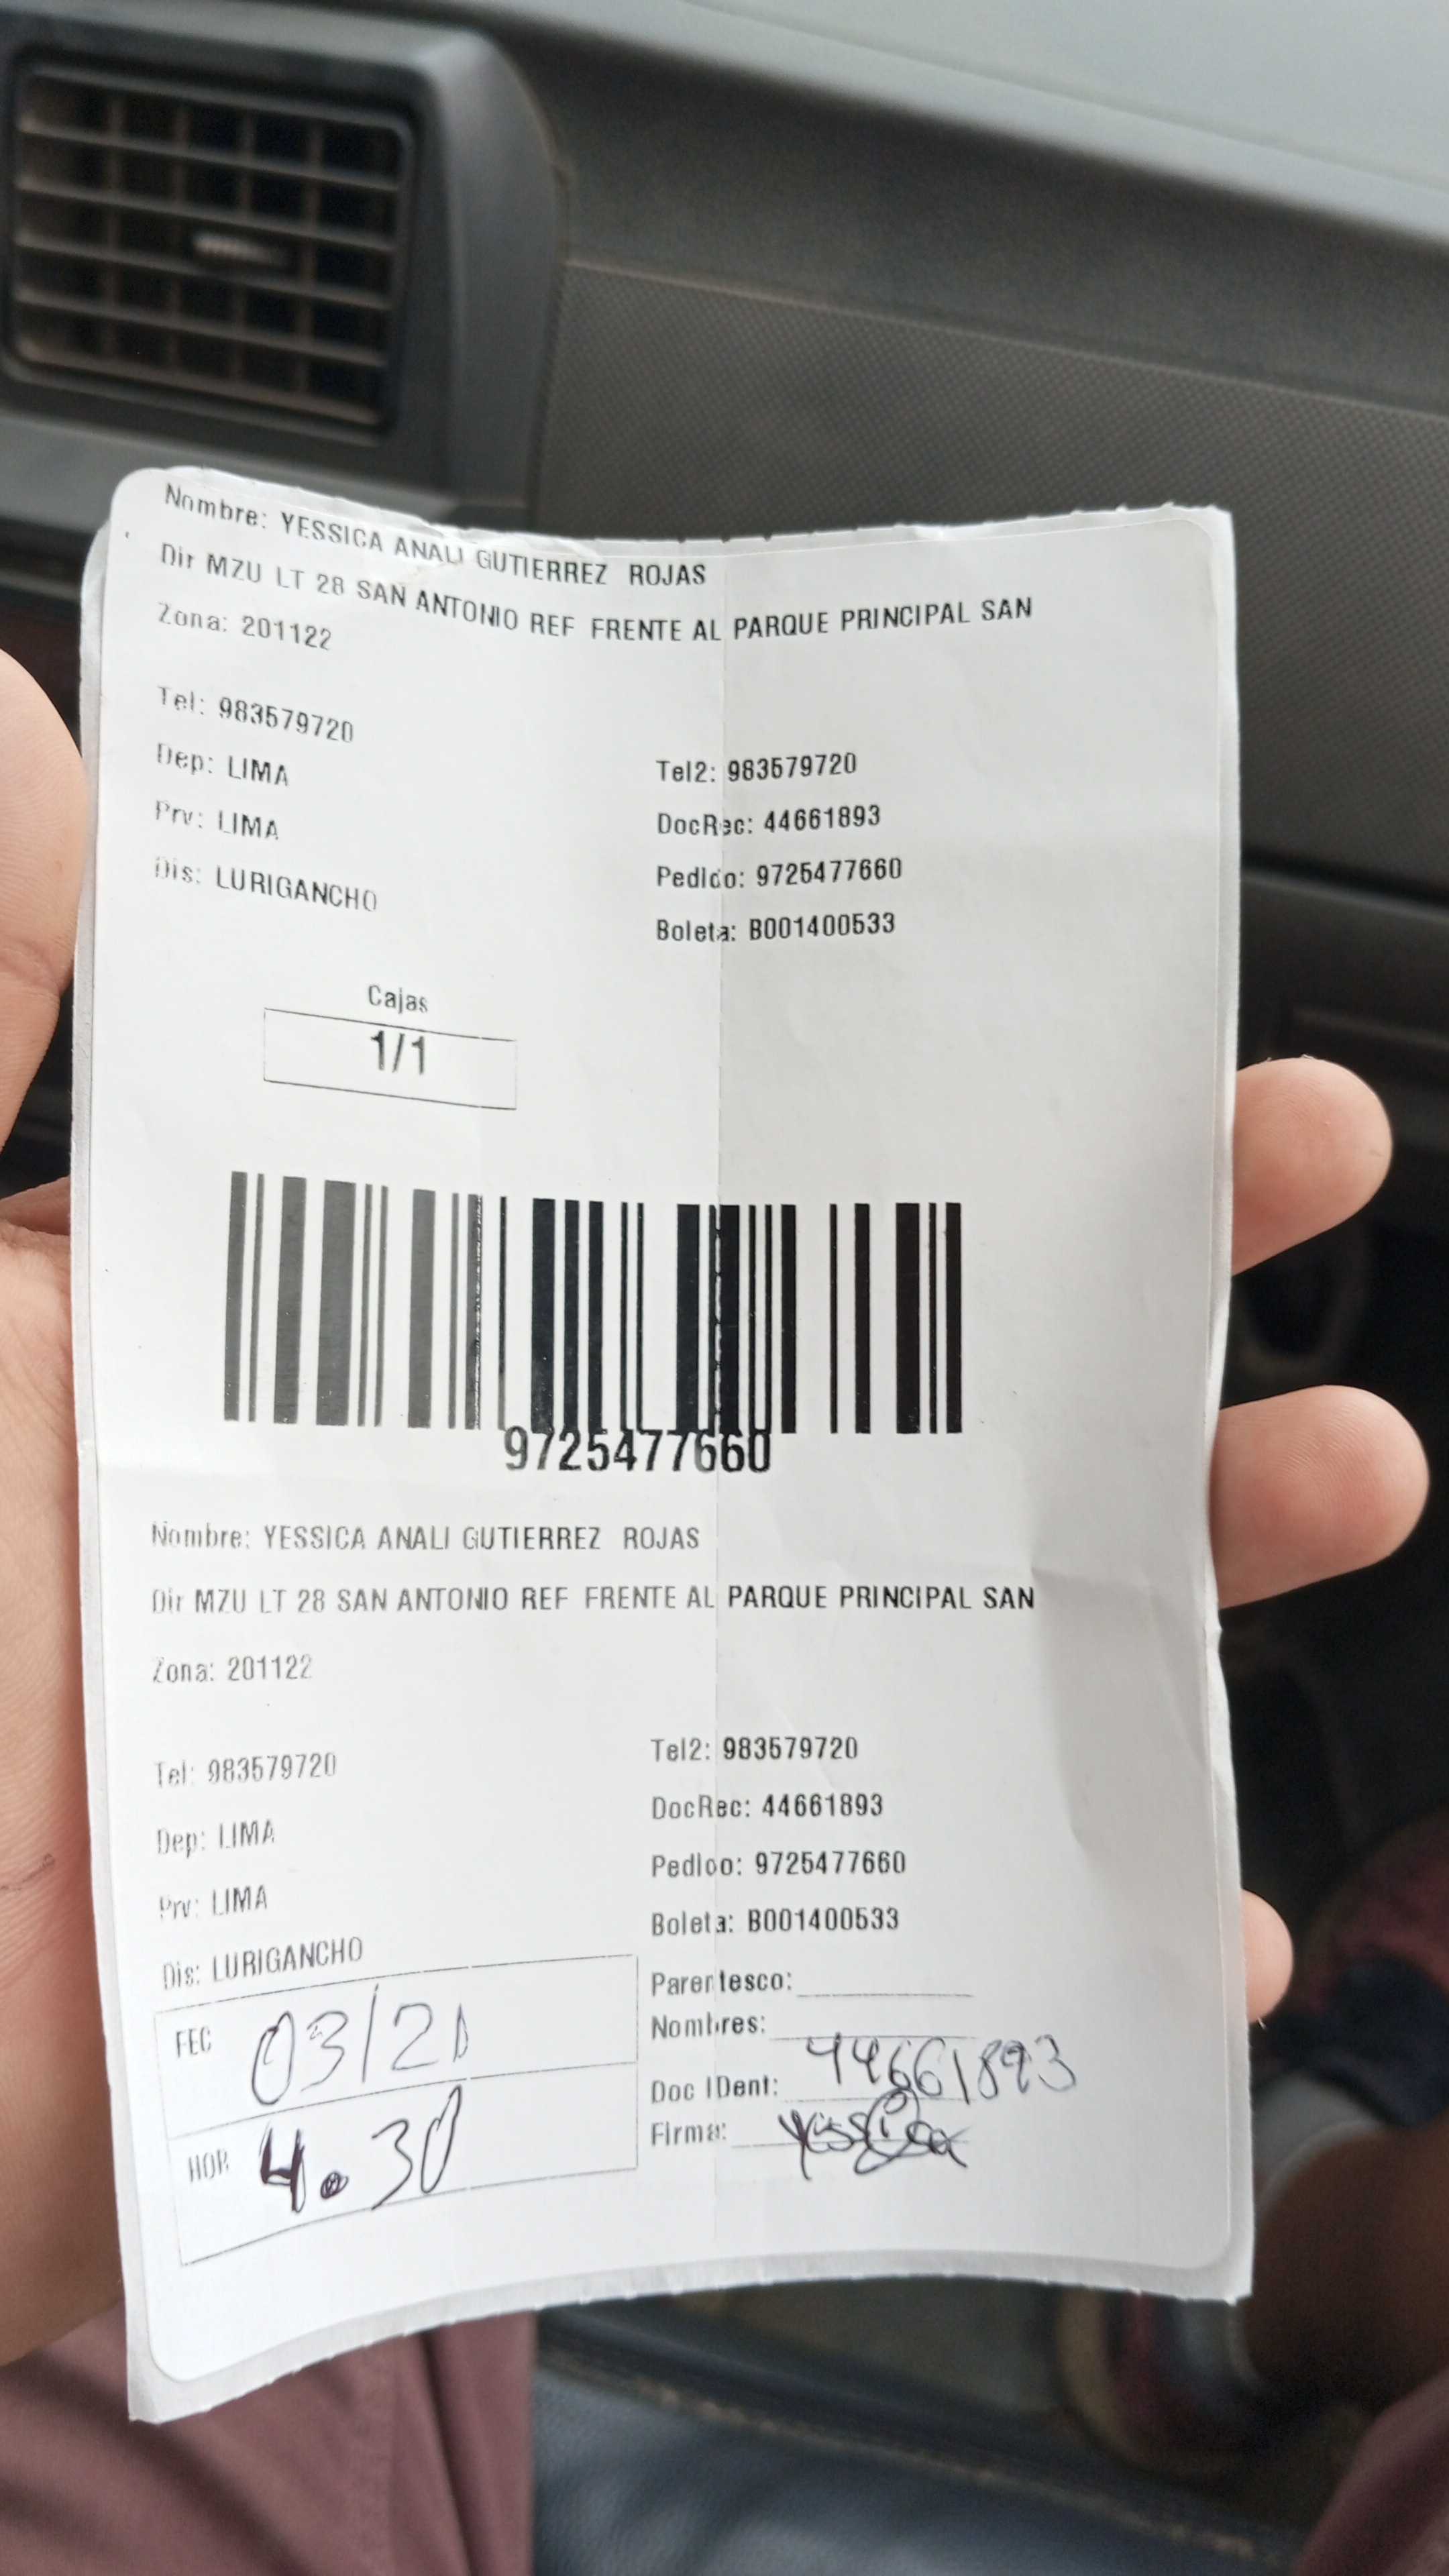 Nombre: YESSICA ANALI GUTIERREZ ROJAS
Dir MZU LT 28 SAN ANTONIO REF FRENTE AL PARQUE PRINCIPAL SAN
Zona: 201122
Tel: 983579720
Tel2: 983579720
Dep: LIMA
DocRec: 44661893
Prv: LIMA
Pedido: 9725477660
Dis: LURIGANCHO
Boleta: B001400533
Cajas
1/1
9725477660
Nombre: YESSICA ANALI GUTIERREZ ROJAS
Dir MZU LT 28 SAN ANTONIO REF FRENTE AL PARQUE PRINCIPAL SAN
Zona: 201122
Tel: 983579720
Tel2: 983579720
Dep: LIMA
DocRec: 44661893
Prv: LIMA
Pedido: 9725477660
Dis: LURIGANCHO
Boleta: B001400533
Parentesco:
Nombres:
FEC 03/21
Doc IDent: 44661893
HOR 4.30
Firma: Yessica